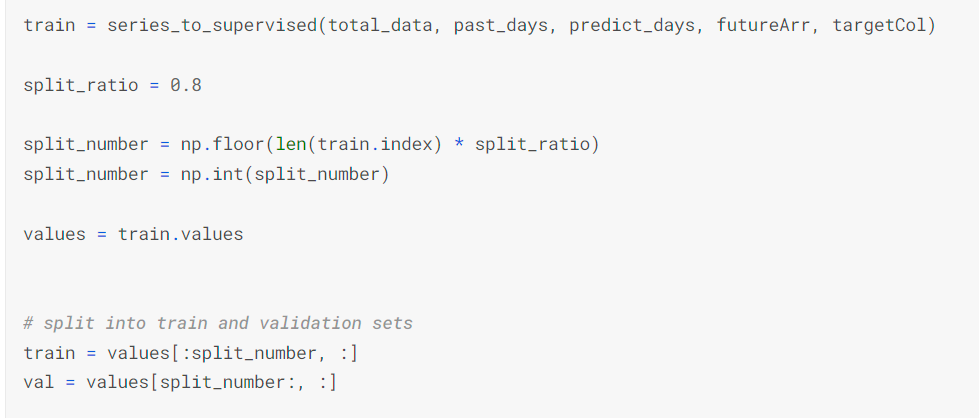 train = series_to_supervised(total_data, past_days, predict_days, futureArr, targetCol)
split_ratio = 0.8
split_number = np.floor(len(train.index) * split_ratio)
split_number = np.int(split_number)
values = train.values
# split into train and validation sets
train = values[:split_number, :]
val = values[split_number:, :]